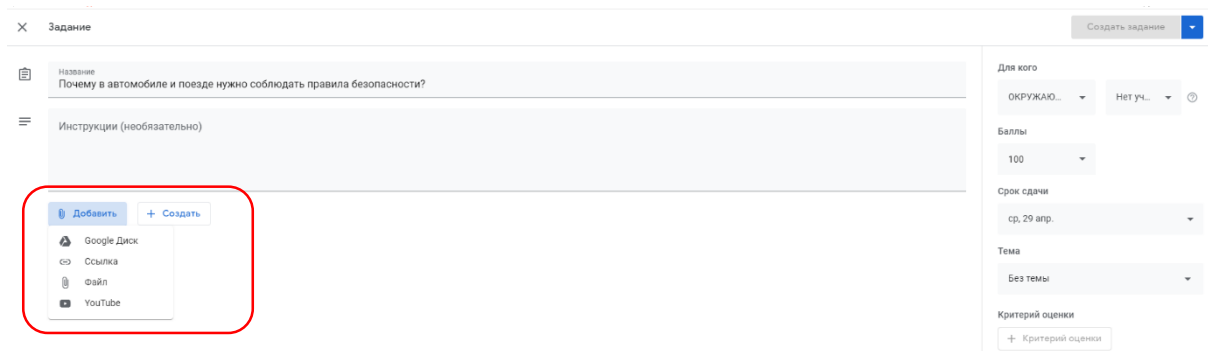 Задание
Создать задание
Название
Почему в автомобиле и поезде нужно соблюдать правила безопасности?
Инструкции (необязательно)
Добавить
+ Создать
Google Диск
Ссылка
Файл
YouTube
Для кого
ОКРУЖАЮ...
Нет уч...
Баллы
100
Срок сдачи
ср, 29 апр.
Тема
Без темы
Критерий оценки
+ Критерий оценки